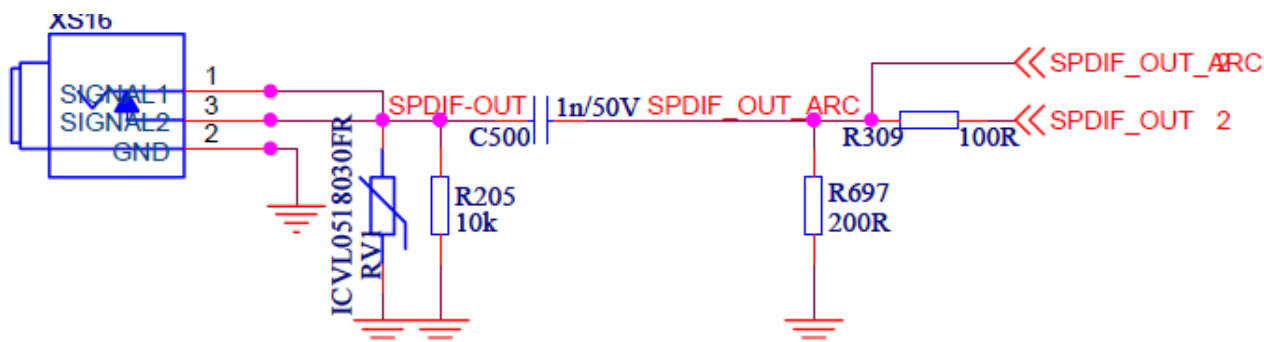 XS16
SIGNAL1
1
SIGNAL2
3
GND
2
SPDIF-OUT
C500
1n/50V
SPDIF_OUT_ARC
ICVL0518030FR
RV1
R205
10k
R697
200R
R309
100R
SPDIF_OUT_ARC
2
SPDIF_OUT 2